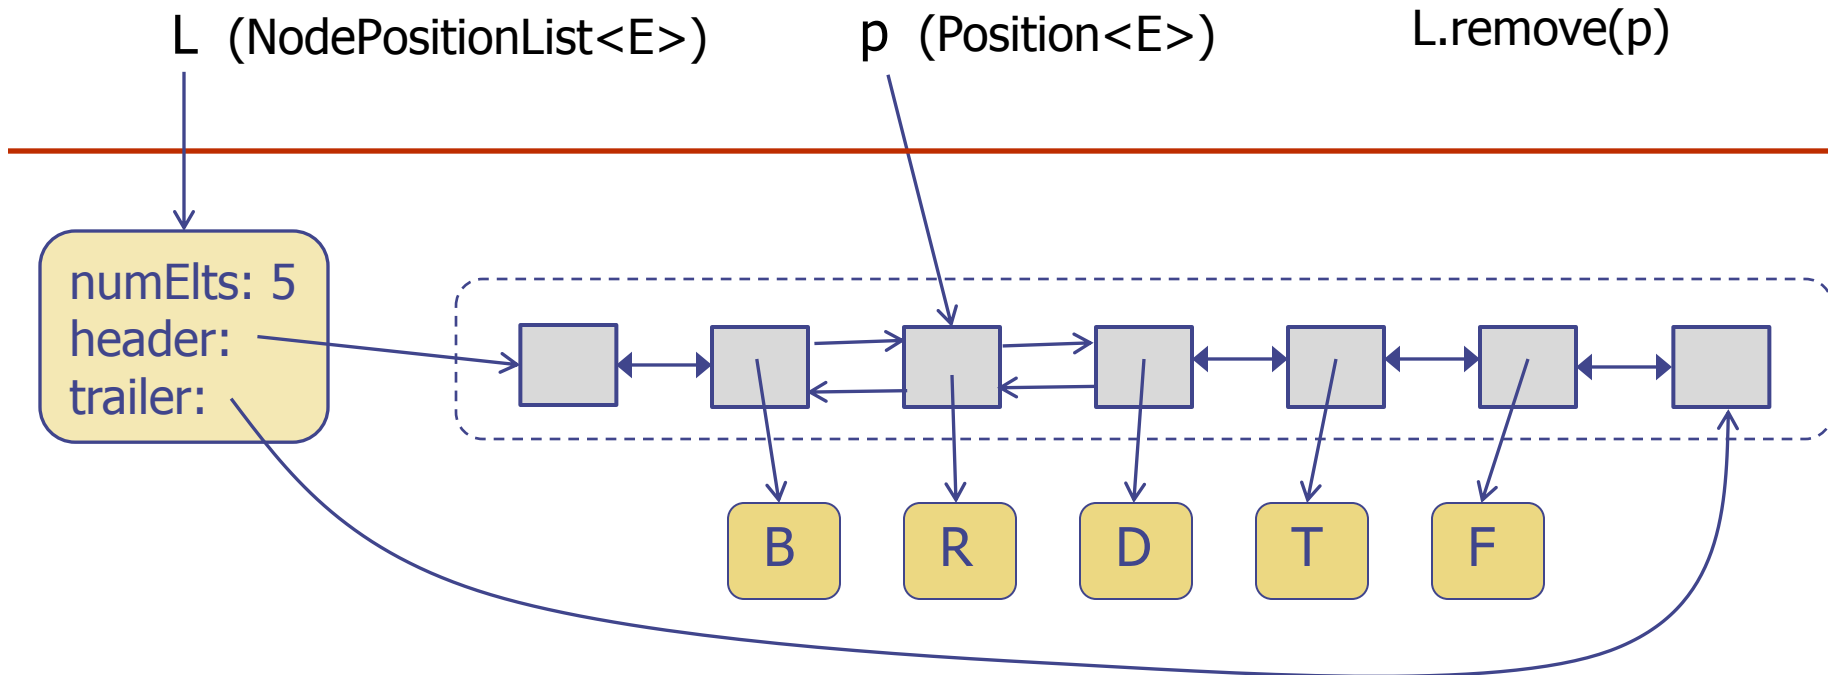 L (NodePositionList<E>) p (Position<E>) L.remove(p)
numElts: 5
header:
trailer:
B R D T F